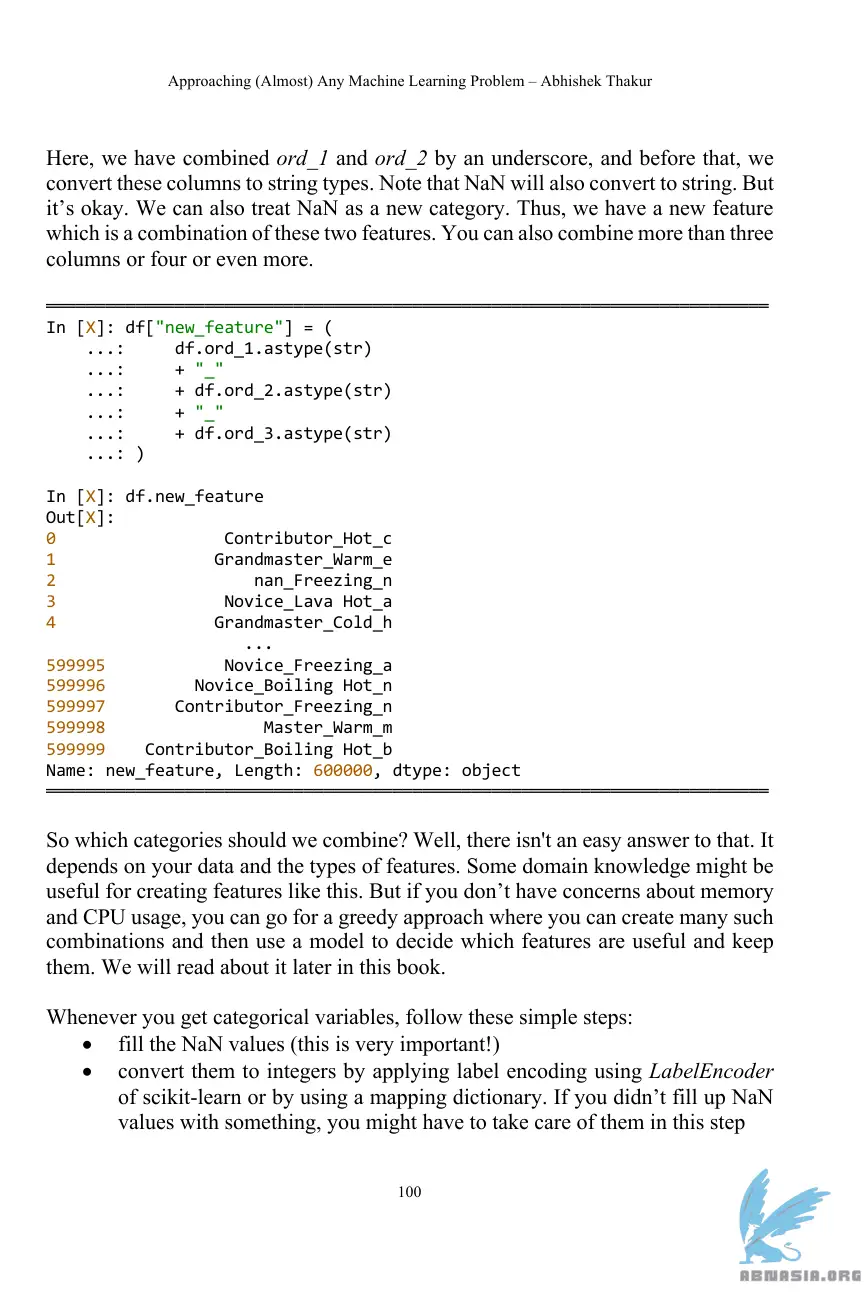 Approaching (Almost) Any Machine Learning Problem – Abhishek Thakur
Here, we have combined ord_1 and ord_2 by an underscore, and before that, we
convert these columns to string types. Note that NaN will also convert to string. But
it’s okay. We can also treat NaN as a new category. Thus, we have a new feature
which is a combination of these two features. You can also combine more than three
columns or four or even more.
In [X]: df["new_feature"] = (
   ...:     df.ord_1.astype(str)
   ...:     + "_"
   ...:     + df.ord_2.astype(str)
   ...:     + "_"
   ...:     + df.ord_3.astype(str)
   ...: )
In [X]: df.new_feature
Out[X]:
0                 Contributor_Hot_c
1                Grandmaster_Warm_e
2                    nan_Freezing_n
3                 Novice_Lava Hot_a
4                Grandmaster_Cold_h
                    ...
599995            Novice_Freezing_a
599996         Novice_Boiling Hot_n
599997       Contributor_Freezing_n
599998                Master_Warm_m
599999    Contributor_Boiling Hot_b
Name: new_feature, Length: 600000, dtype: object
So which categories should we combine? Well, there isn't an easy answer to that. It
depends on your data and the types of features. Some domain knowledge might be
useful for creating features like this. But if you don’t have concerns about memory
and CPU usage, you can go for a greedy approach where you can create many such
combinations and then use a model to decide which features are useful and keep
them. We will read about it later in this book.
Whenever you get categorical variables, follow these simple steps:
• fill the NaN values (this is very important!)
• convert them to integers by applying label encoding using LabelEncoder
of scikit-learn or by using a mapping dictionary. If you didn’t fill up NaN
values with something, you might have to take care of them in this step
100
ABNASIA.ORG